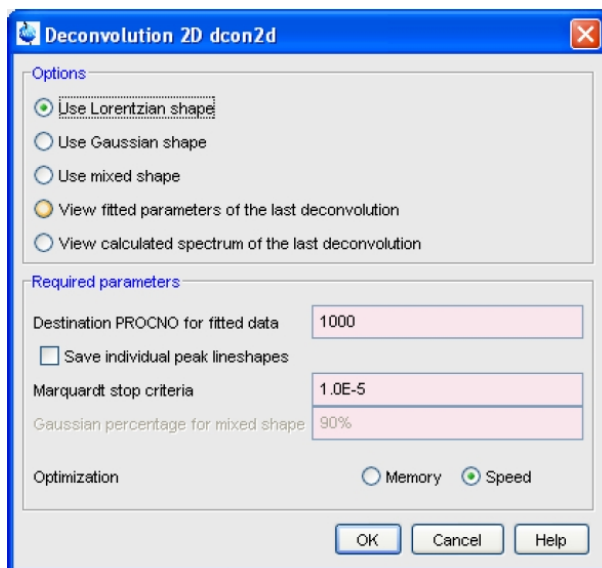 Deconvolution 2D dcon2d
Options
Use Lorentzian shape
Use Gaussian shape
Use mixed shape
View fitted parameters of the last deconvolution
View calculated spectrum of the last deconvolution
Required parameters
Destination PROCNO for fitted data 1000
Save individual peak lineshapes
Marquardt stop criteria 1.0E-5
Gaussian percentage for mixed shape 90%
Optimization Memory Speed
OK Cancel Help